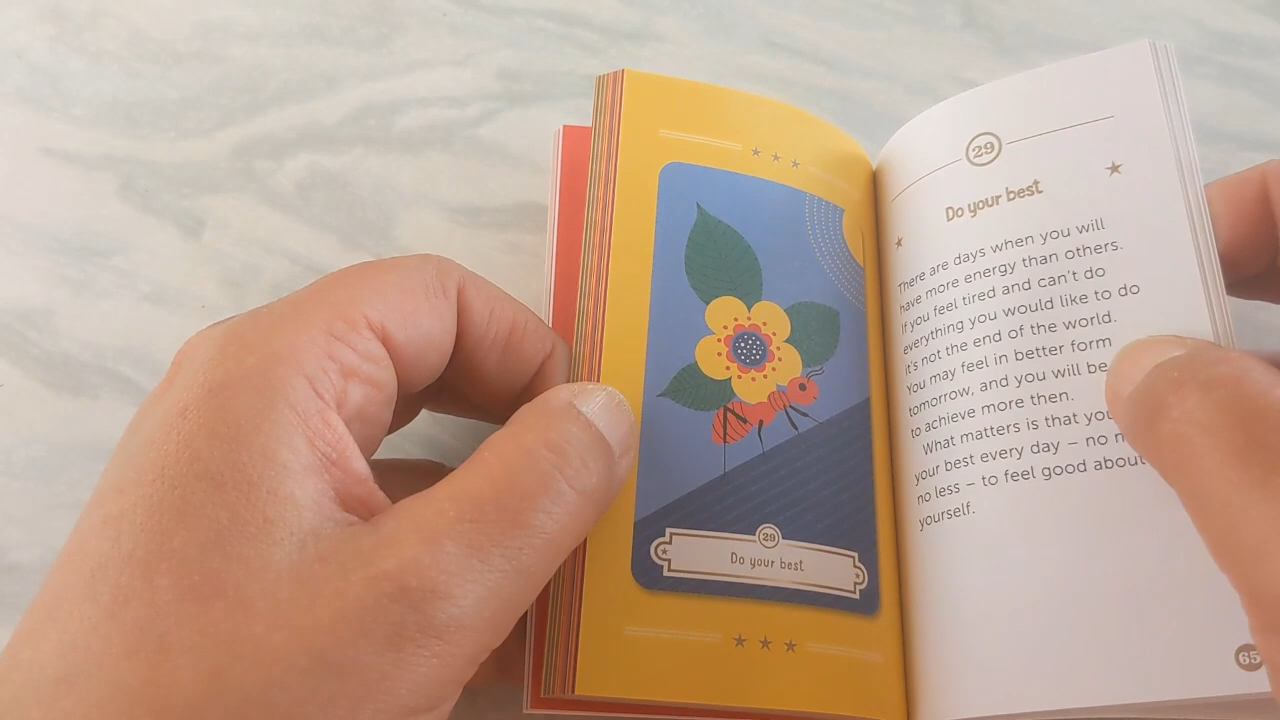 29
Do your best
29
Do your best
There are days when you will
have more energy than others.
If you feel tired and can't do
everything you would like to do
it's not the end of the world.
You may feel in better form
tomorrow, and you will be
to achieve more then.
What matters is that
your best every day – no
no less – to feel good about
yourself.
65